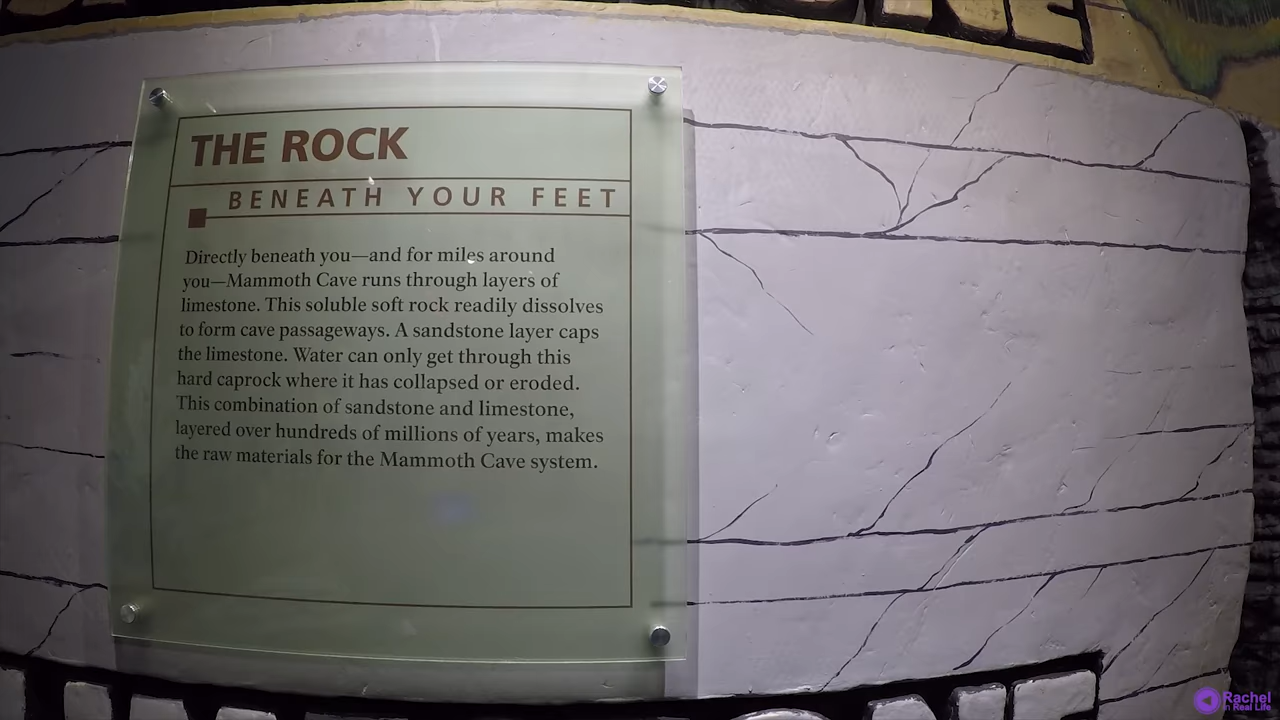 THE ROCK
BENEATH YOUR FEET
Directly beneath you—and for miles around
you—Mammoth Cave runs through layers of
limestone. This soluble soft rock readily dissolves
to form cave passageways. A sandstone layer caps
the limestone. Water can only get through this
hard caprock where it has collapsed or eroded.
This combination of sandstone and limestone,
layered over hundreds of millions of years, makes
the raw materials for the Mammoth Cave system.
Rachel
in Real Life